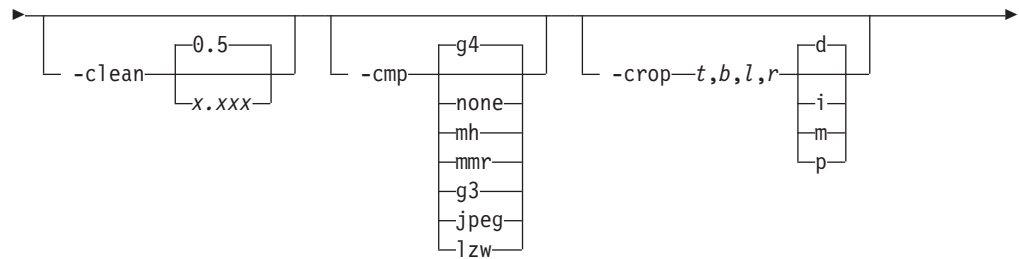 0.5
-clean
x.xxx
g4
-cmp
none
mh
mmr
g3
jpeg
lzw
d
-crop t,b,l,r
i
m
p